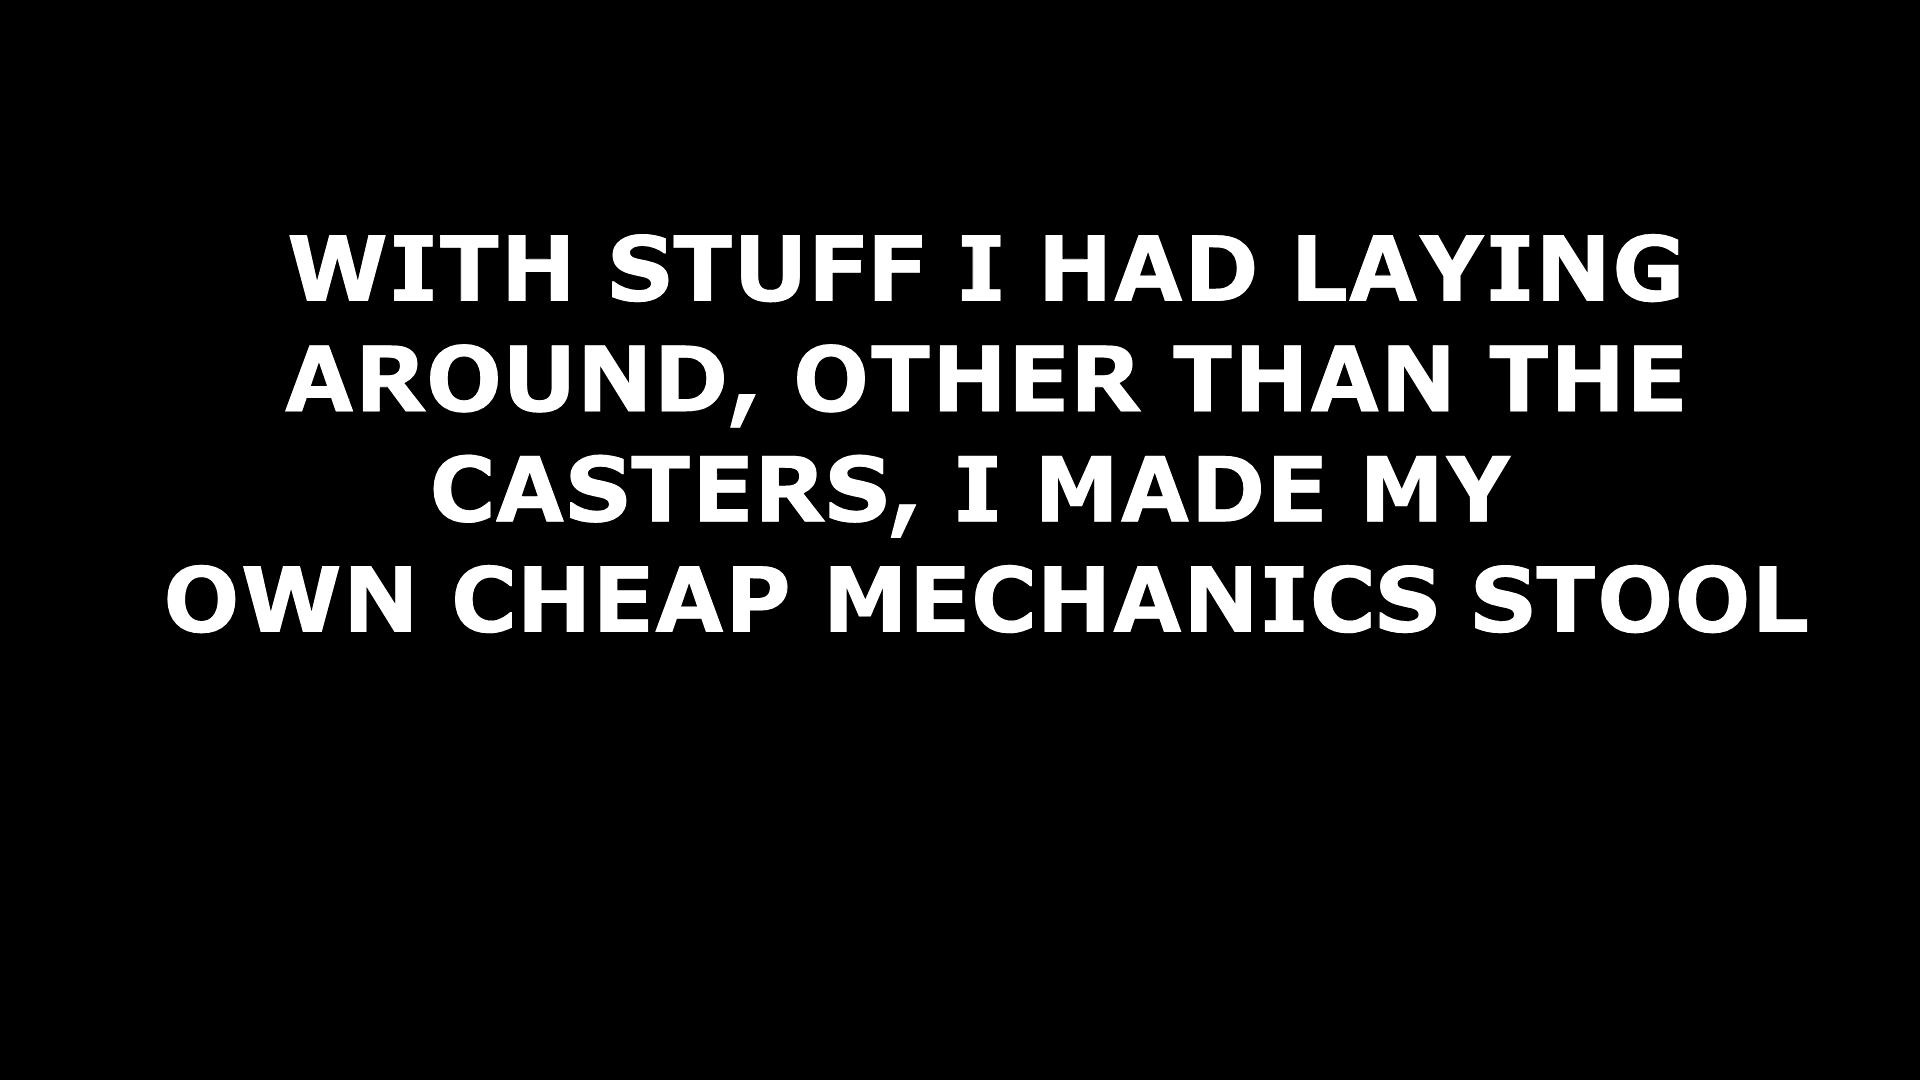 WITH STUFF I HAD LAYING
AROUND, OTHER THAN THE
CASTERS, I MADE MY
OWN CHEAP MECHANICS STOOL